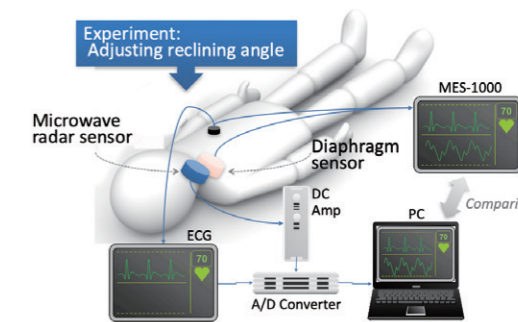 Experiment:
Adjusting reclining angle
MES-1000
70
Microwave
radar sensor
Diaphragm
sensor
DC
Amp
PC
Compari
ECG
70
70
A/D Converter